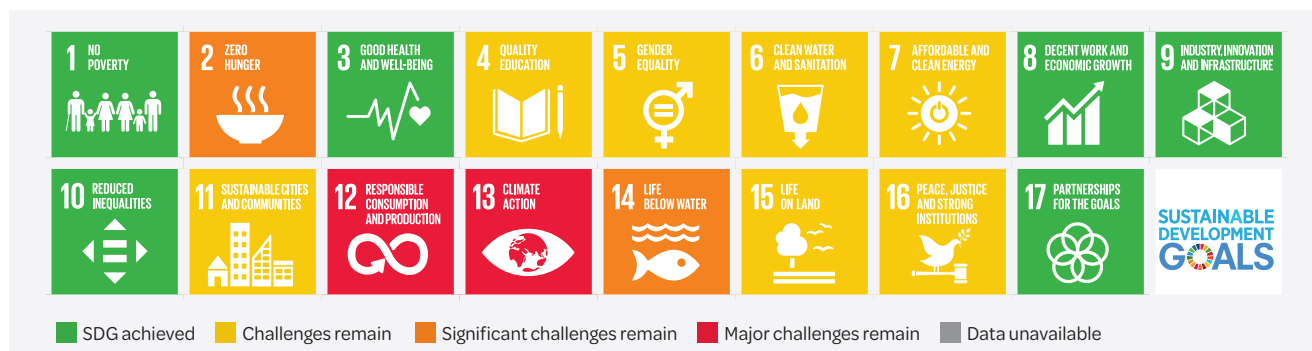 1 NO
POVERTY
2 ZERO
HUNGER
3 GOOD HEALTH
AND WELL-BEING
4 QUALITY
EDUCATION
5 GENDER
EQUALITY
6 CLEAN WATER
AND SANITATION
7 AFFORDABLE AND
CLEAN ENERGY
8 DECENT WORK AND
ECONOMIC GROWTH
9 INDUSTRY, INNOVATION
AND INFRASTRUCTURE
10 REDUCED
INEQUALITIES
11 SUSTAINABLE CITIES
AND COMMUNITIES
12 RESPONSIBLE
CONSUMPTION
AND PRODUCTION
13 CLIMATE
ACTION
14 LIFE
BELOW WATER
15 LIFE
ON LAND
16 PEACE, JUSTICE
AND STRONG
INSTITUTIONS
17 PARTNERSHIPS
FOR THE GOALS
SUSTAINABLE
DEVELOPMENT
GOALS
SDG achieved
Challenges remain
Significant challenges remain
Major challenges remain
Data unavailable